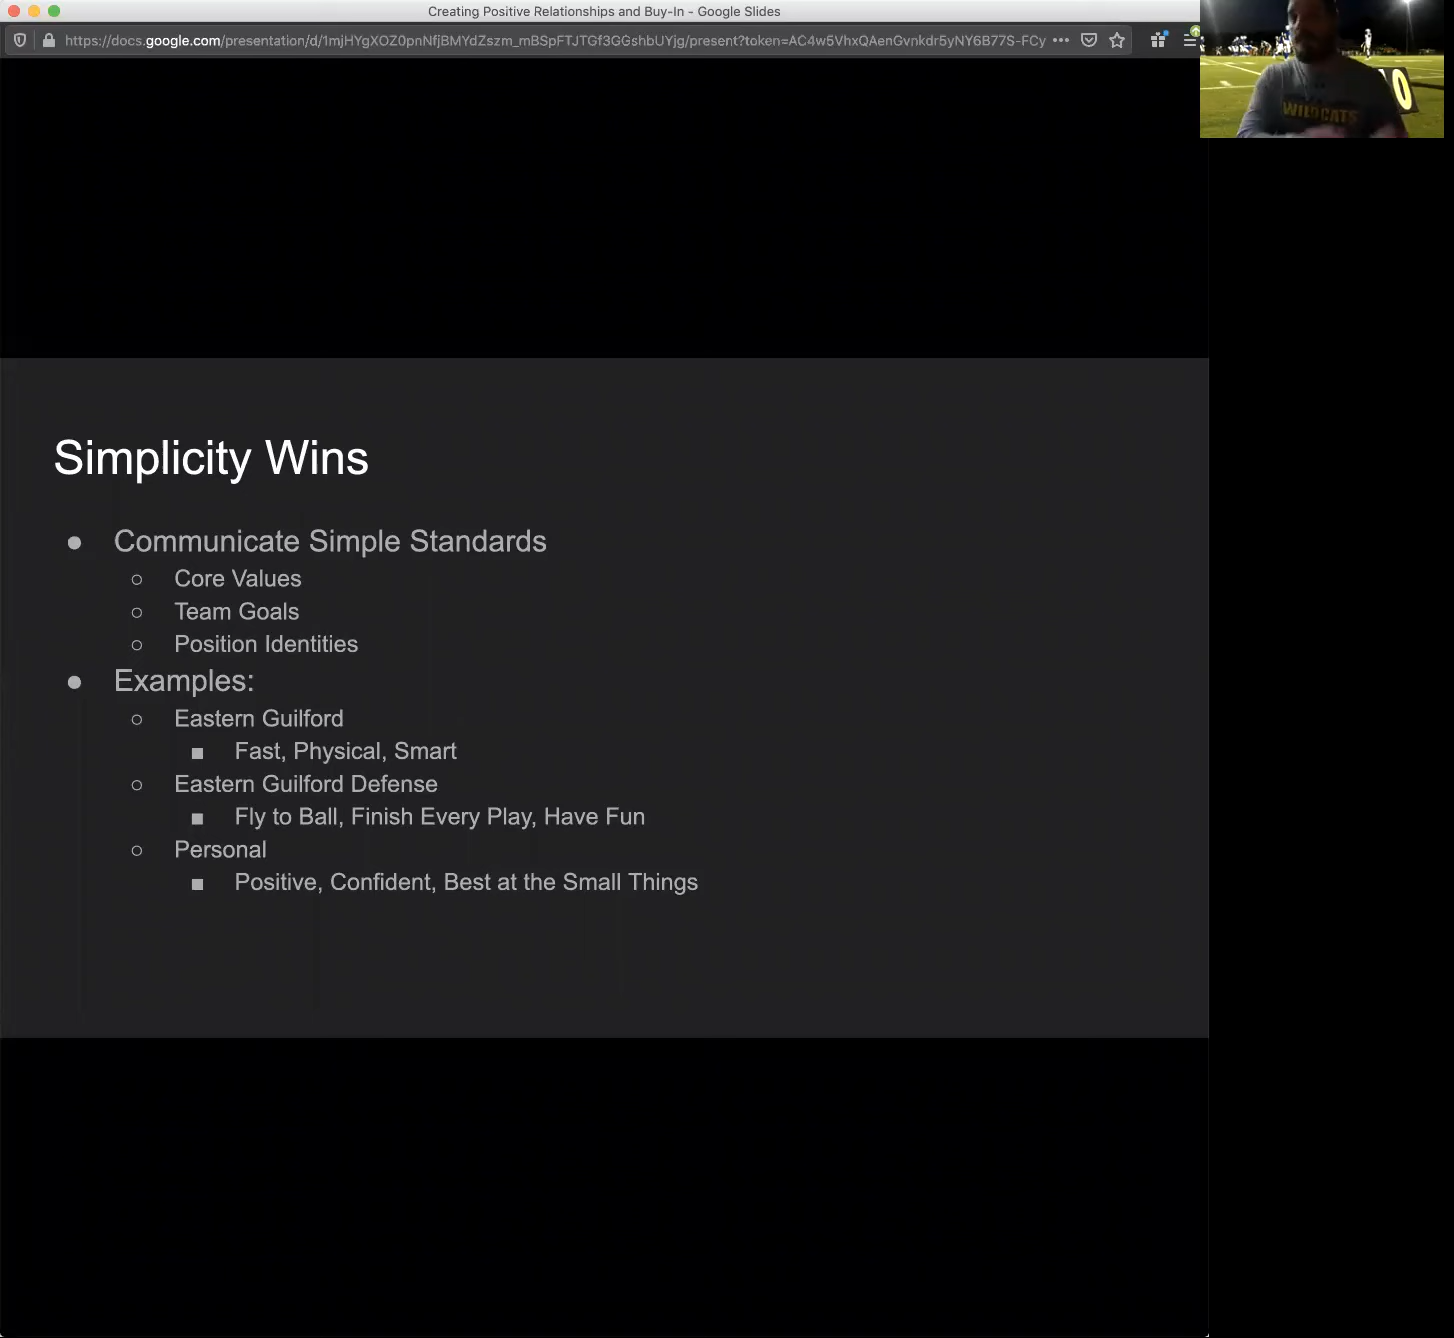 Creating Positive Relationships and Buy-In - Google Slides
https://docs.google.com/presentation/d/1mjHYgXOZ0pnNfjBMYdZszm_mBSpFTJTGf3GGshbUYjg/present?token=AC4w5VhxQAenGvnkdr5yNY6B77S-FCy
WILDCATS
0
Simplicity Wins
● Communicate Simple Standards
○ Core Values
○ Team Goals
○ Position Identities
● Examples:
○ Eastern Guilford
■ Fast, Physical, Smart
○ Eastern Guilford Defense
■ Fly to Ball, Finish Every Play, Have Fun
○ Personal
■ Positive, Confident, Best at the Small Things